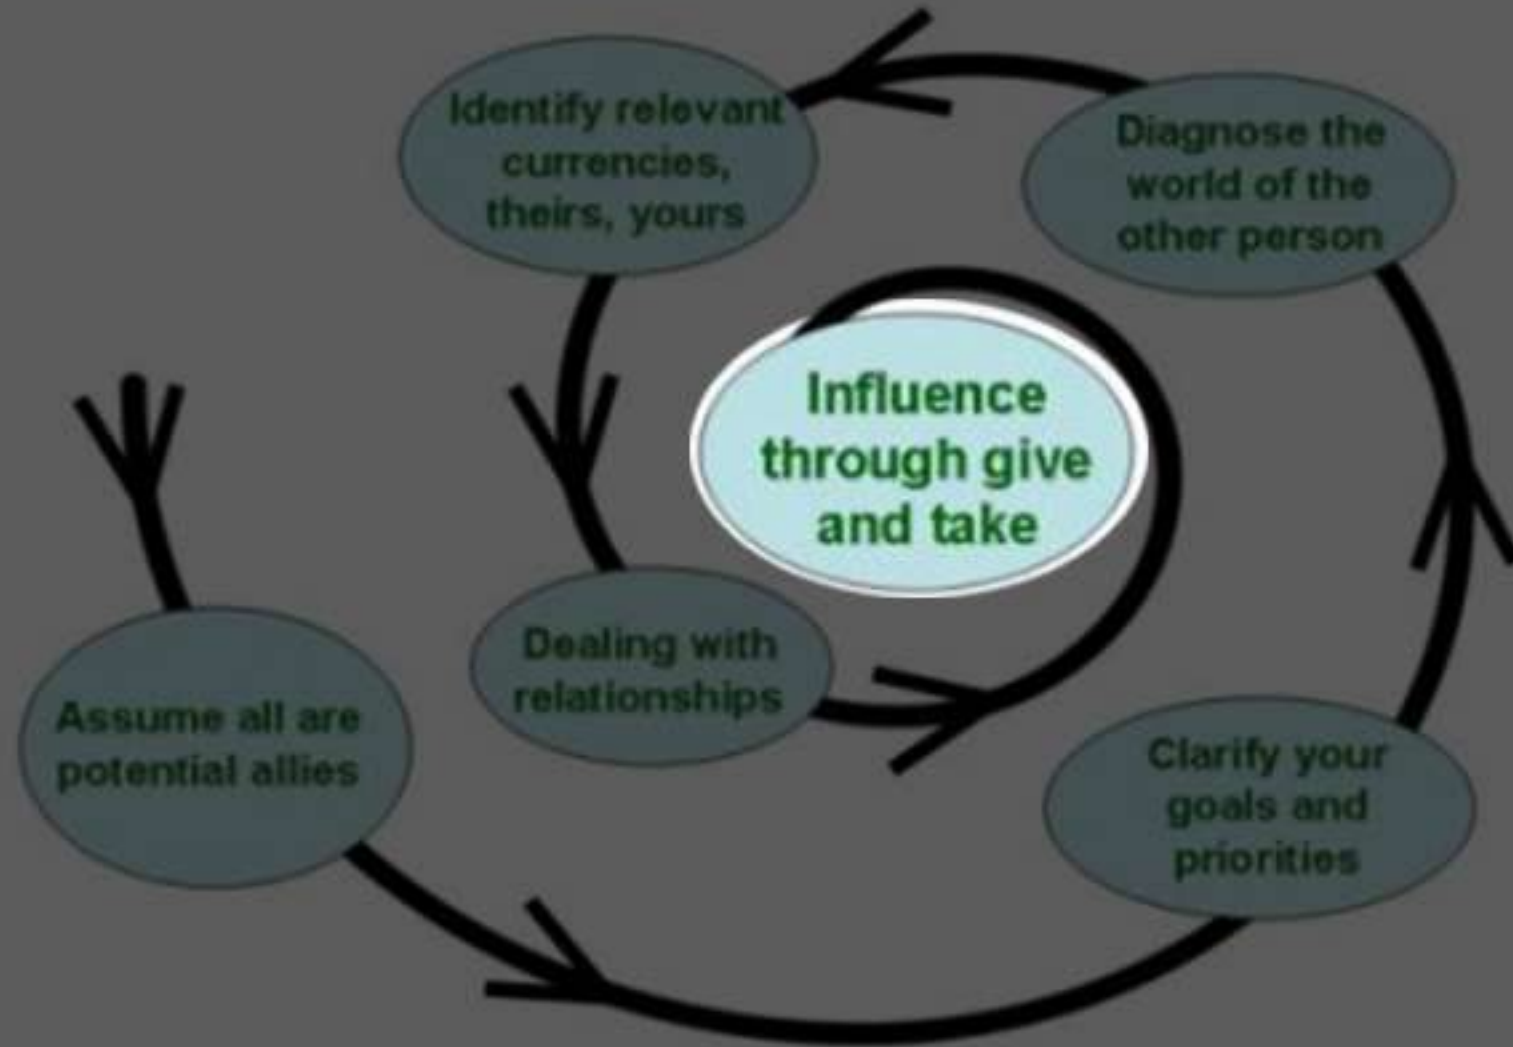 Identify relevant
currencies,
theirs, yours
Diagnose the
world of the
other person
Influence
through give
and take
Dealing with
relationships
Assume all are
potential allies
Clarify your
goals and
priorities